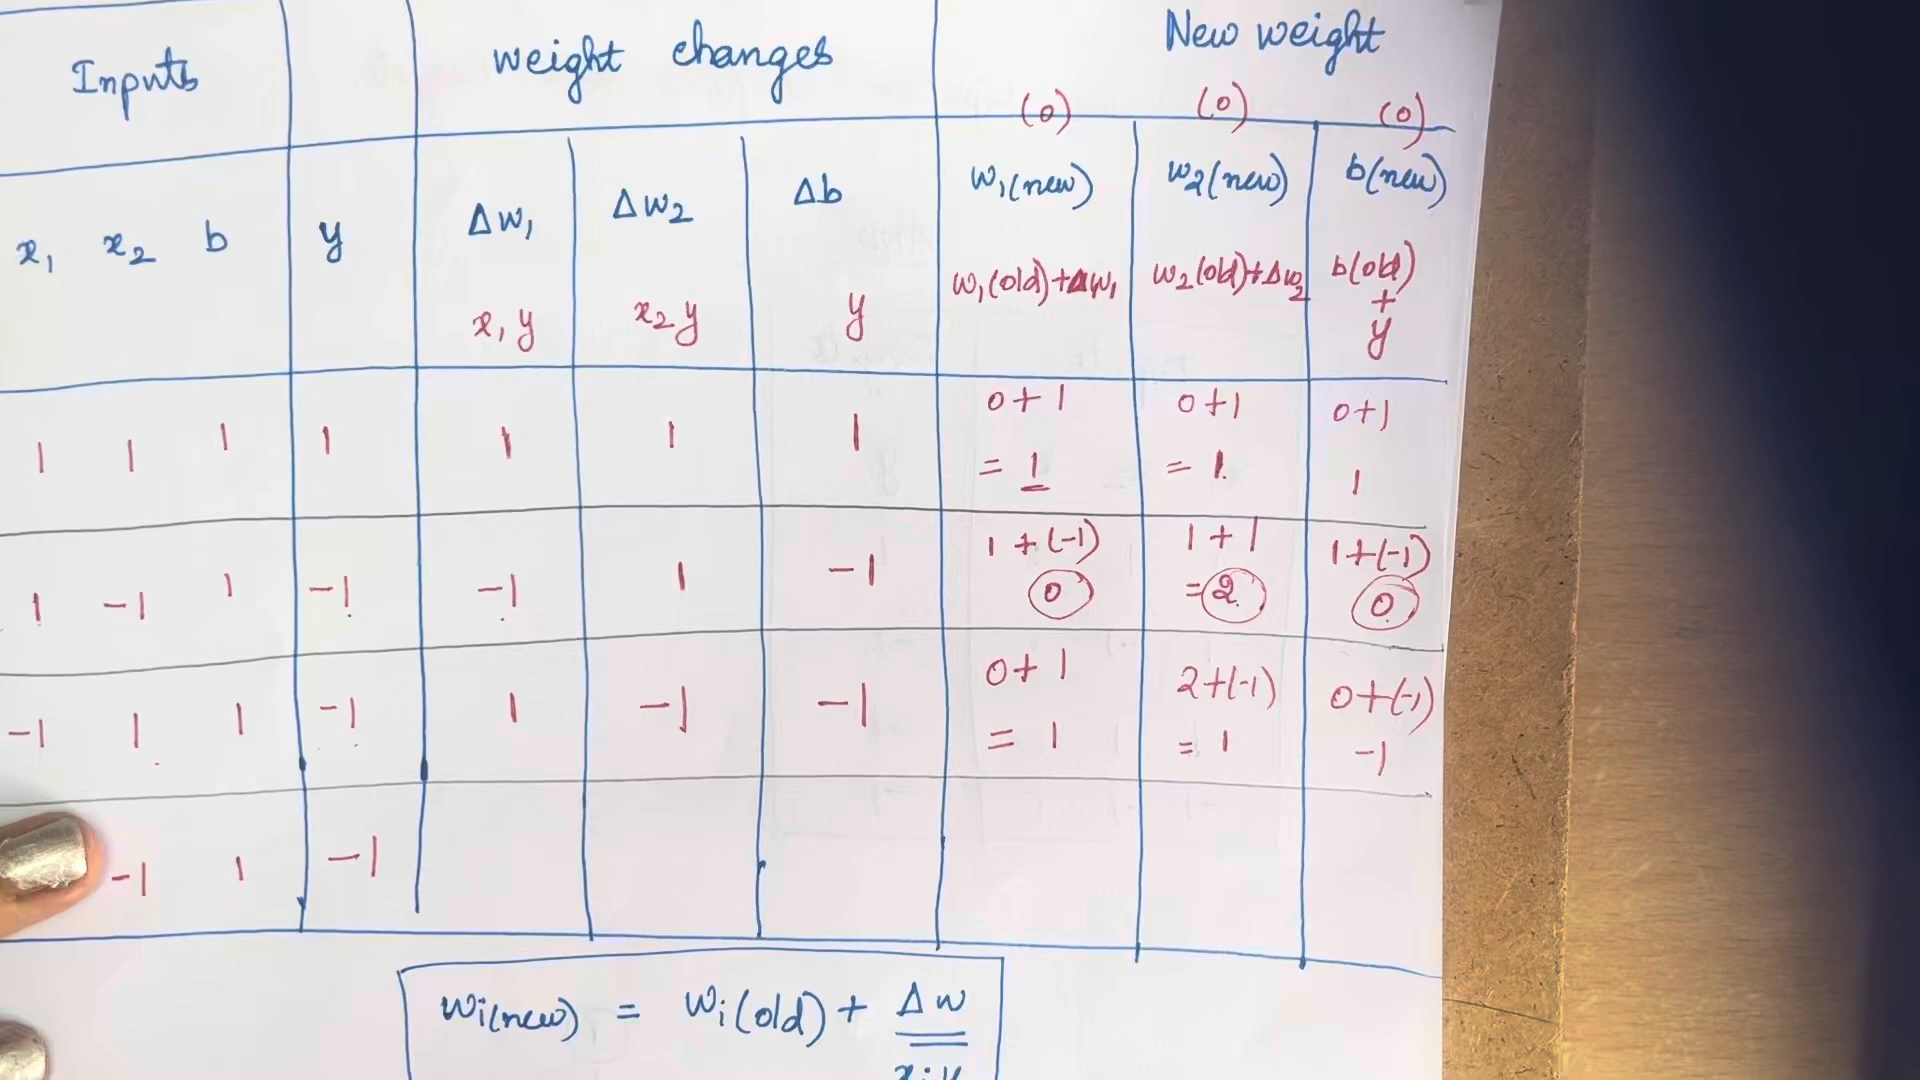 Inputs weight changes New weight
(0) (0) (0)
x₁ x₂ b y Δw₁ Δw₂ Δb w₁(new) w₂(new) b(new)
x₁y x₂y y w₁(old)+Δw₁ w₂(old)+Δw₂ b(old)
+
y
1 1 1 1 1 1 1 0+1 0+1 0+1
= 1 = 1 1
1 -1 1 -1 -1 1 -1 1+(-1) 1+1 1+(-1)
0 =2 0
-1 1 1 -1 1 -1 -1 0+1 2+(-1) 0+(-1)
= 1 = 1 -1
-1 1 -1
wi(new) = wi(old) + Δw